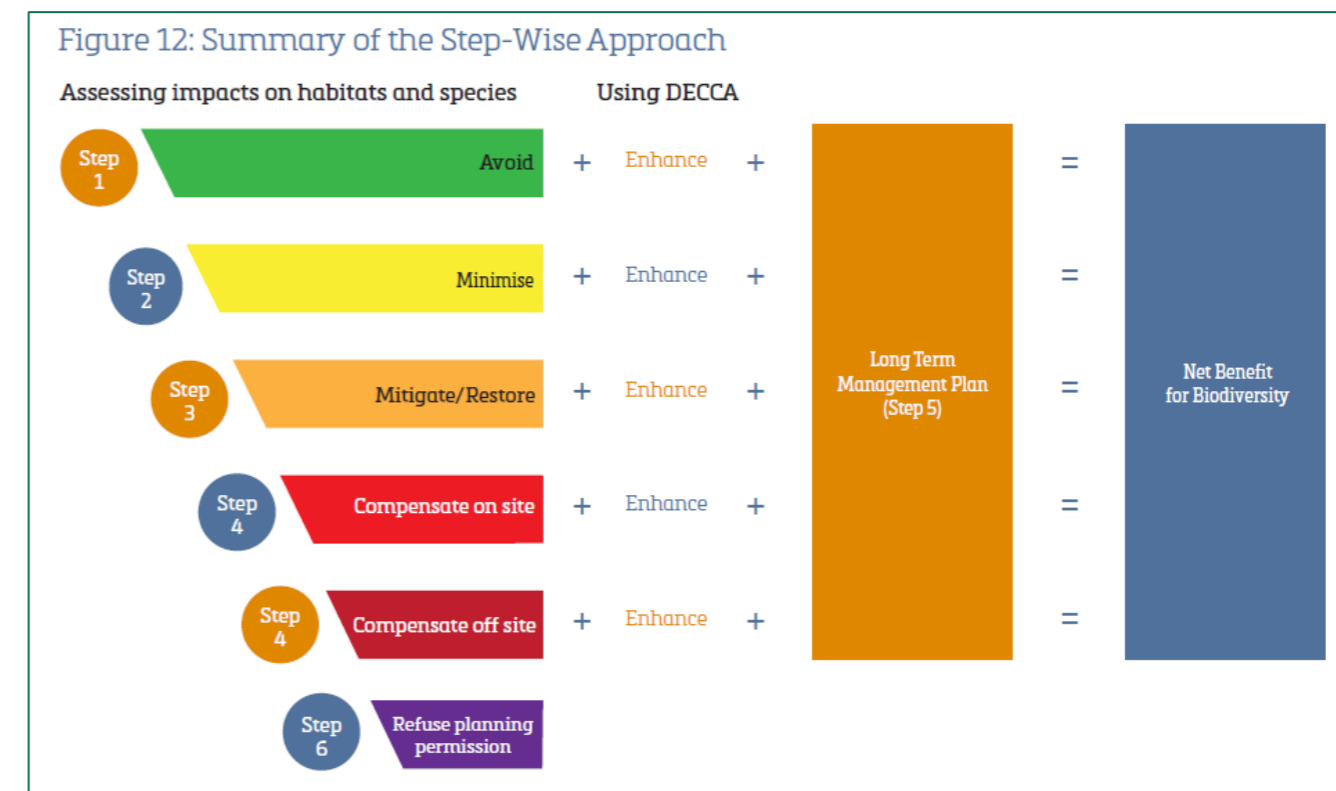 Figure 12: Summary of the Step-Wise Approach
Assessing impacts on habitats and species Using DECCA
Step
1
Avoid + Enhance + =
Step
2
Minimise + Enhance + =
Step
3
Mitigate/Restore + Enhance + =
Long Term
Management Plan
(Step 5)
Net Benefit
for Biodiversity
Step
4
Compensate on site + Enhance + =
Step
4
Compensate off site + Enhance + =
Step
6
Refuse planning
permission